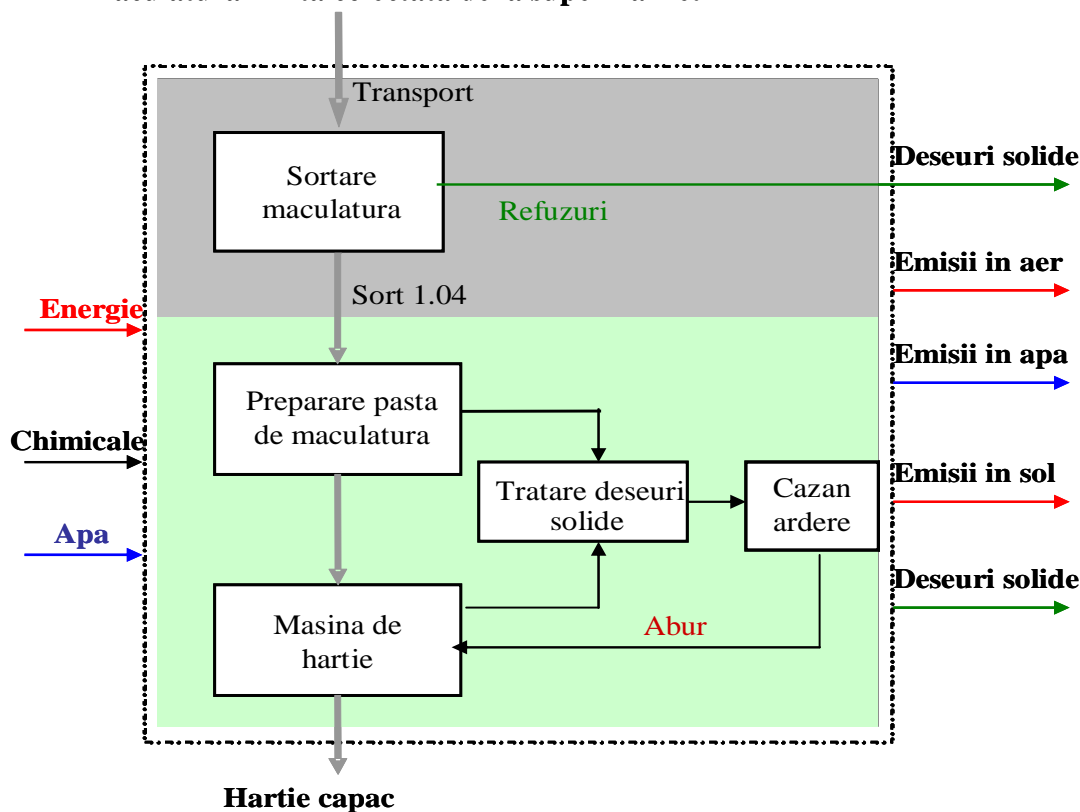 Transport
Sortare
maculatura
Deseuri solide
Refuzuri
Emisii in aer
Sort 1.04
Energie
Emisii in apa
Preparare pasta
de maculatura
Chimicale
Tratare deseuri
solide
Cazan
ardere
Emisii in sol
Apa
Deseuri solide
Masina de
hartie
Abur
Hartie capac